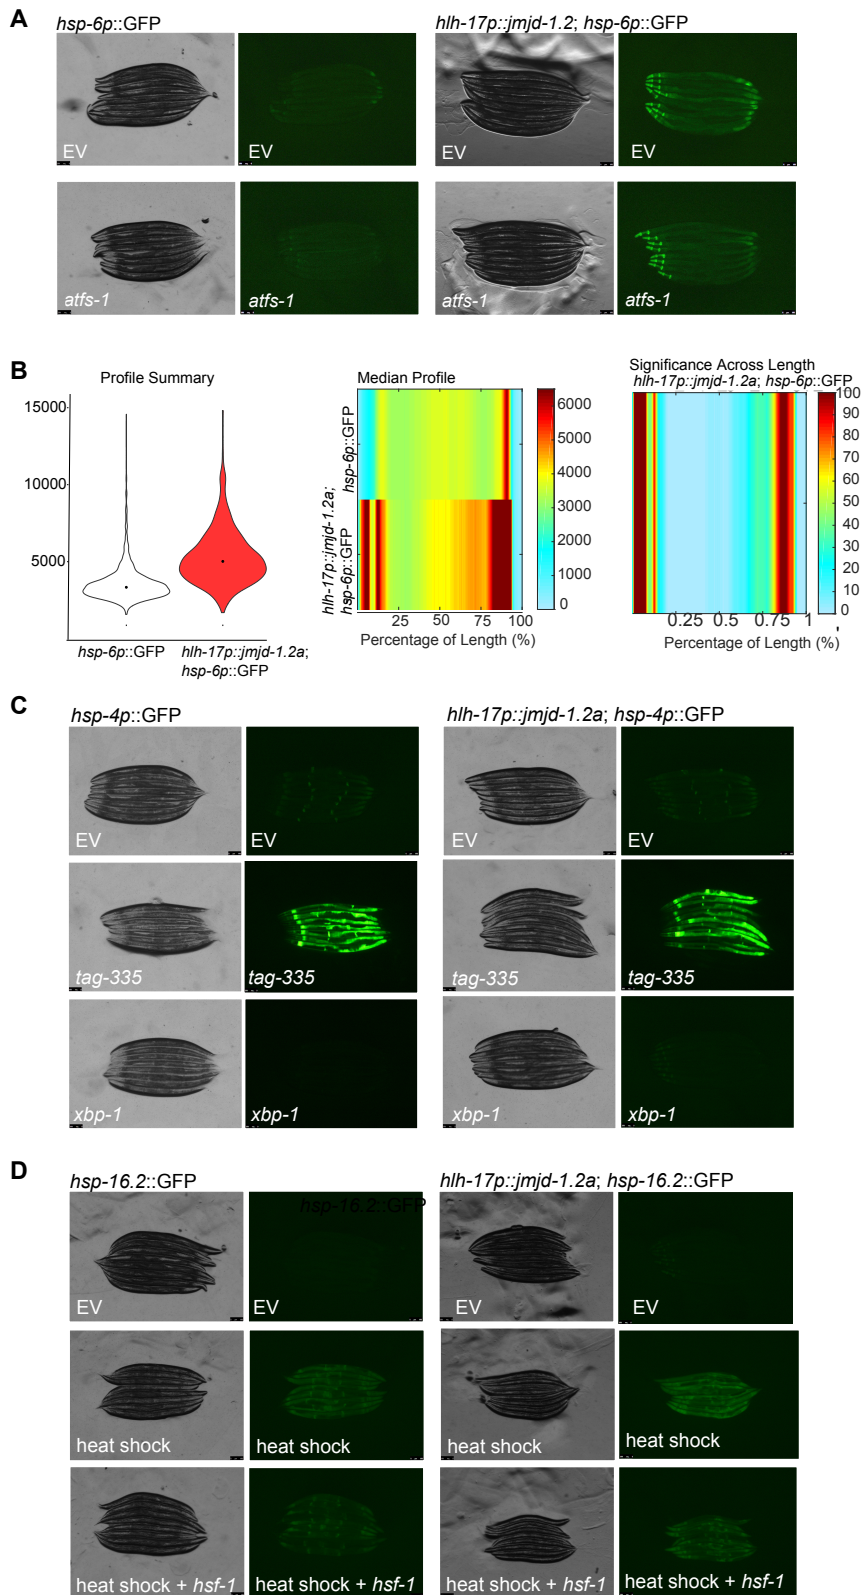 A
hsp-6p::GFP
hlh-17p::jmjd-1.2; hsp-6p::GFP
EV
EV
EV
EV
atfs-1
atfs-1
atfs-1
atfs-1
B
Profile Summary
15000
10000
5000
hsp-6p::GFP
hlh-17p::jmjd-1.2a;
hsp-6p::GFP
Median Profile
hsp-6p::GFP
hlh-17p::jmjd-1.2a;
hsp-6p::GFP
25
50
75
100
Percentage of Length (%)
6000
5000
4000
3000
2000
1000
0
Significance Across Length
hlh-17p::jmjd-1.2a; hsp-6p::GFP
0.25
0.5
0.75
1
Percentage of Length (%)
100
90
80
70
60
50
40
30
20
10
0
C
hsp-4p::GFP
hlh-17p::jmjd-1.2a; hsp-4p::GFP
EV
EV
EV
EV
tag-335
tag-335
tag-335
tag-335
xbp-1
xbp-1
xbp-1
xbp-1
D
hsp-16.2::GFP
hlh-17p::jmjd-1.2a; hsp-16.2::GFP
hsp-16.2::GFP
EV
EV
EV
EV
heat shock
heat shock
heat shock
heat shock
heat shock + hsf-1
heat shock + hsf-1
heat shock + hsf-1
heat shock + hsf-1